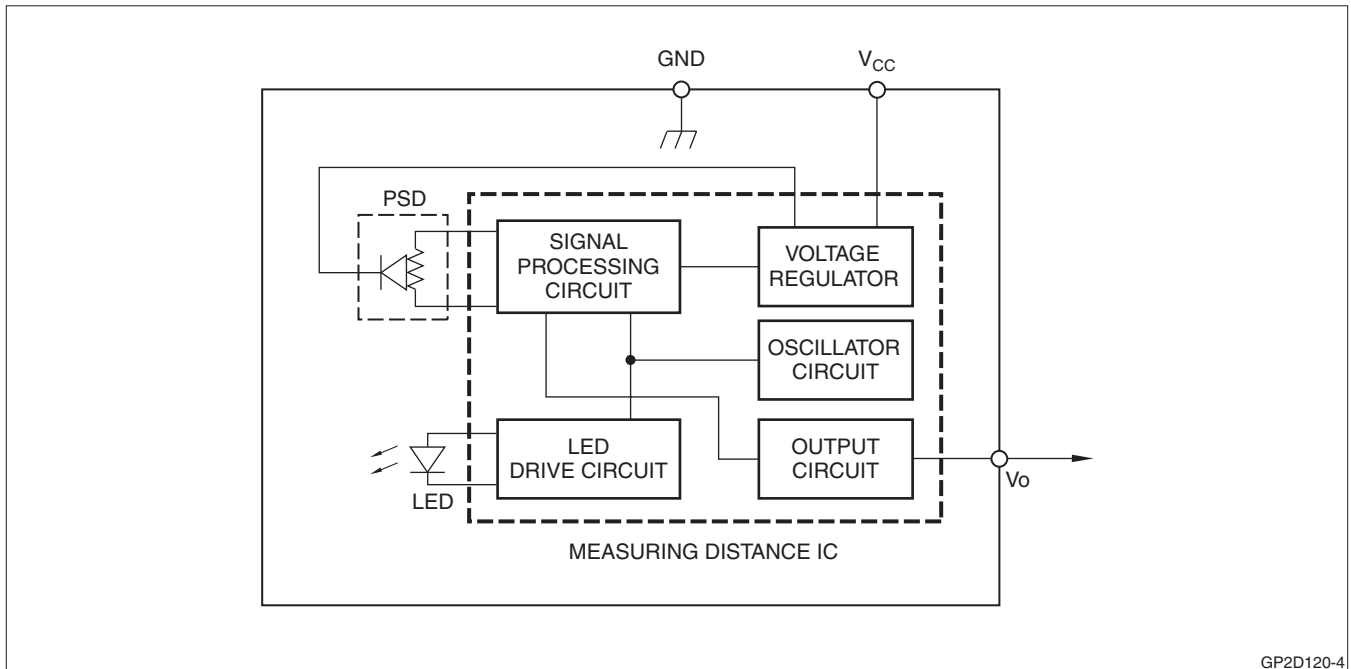 GND
VCC
PSD
SIGNAL
PROCESSING
CIRCUIT
VOLTAGE
REGULATOR
OSCILLATOR
CIRCUIT
LED
DRIVE CIRCUIT
OUTPUT
CIRCUIT
LED
Vo
MEASURING DISTANCE IC
GP2D120-4